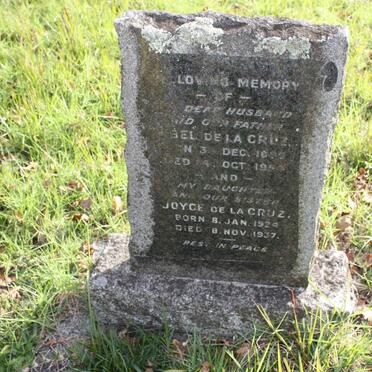 LOVING MEMORY
— OF —
DEAR HUSBAND
FATHER
DE LA CRUZ
DEC.
OCT.
— AND —
MY DAUGHTER
OUR SISTER
JOYCE DE LA CRUZ,
BORN 8. JAN. 1924
DIED 8. NOV. 1937.
REST IN PEACE